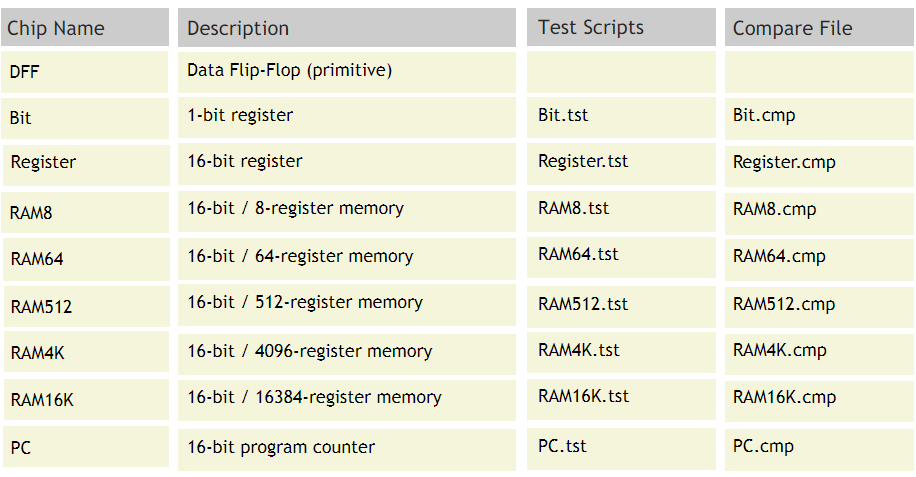 Chip Name Description Test Scripts Compare File
DFF Data Flip-Flop (primitive)
Bit 1-bit register Bit.tst Bit.cmp
Register 16-bit register Register.tst Register.cmp
RAM8 16-bit / 8-register memory RAM8.tst RAM8.cmp
RAM64 16-bit / 64-register memory RAM64.tst RAM64.cmp
RAM512 16-bit / 512-register memory RAM512.tst RAM512.cmp
RAM4K 16-bit / 4096-register memory RAM4K.tst RAM4K.cmp
RAM16K 16-bit / 16384-register memory RAM16K.tst RAM16K.cmp
PC 16-bit program counter PC.tst PC.cmp